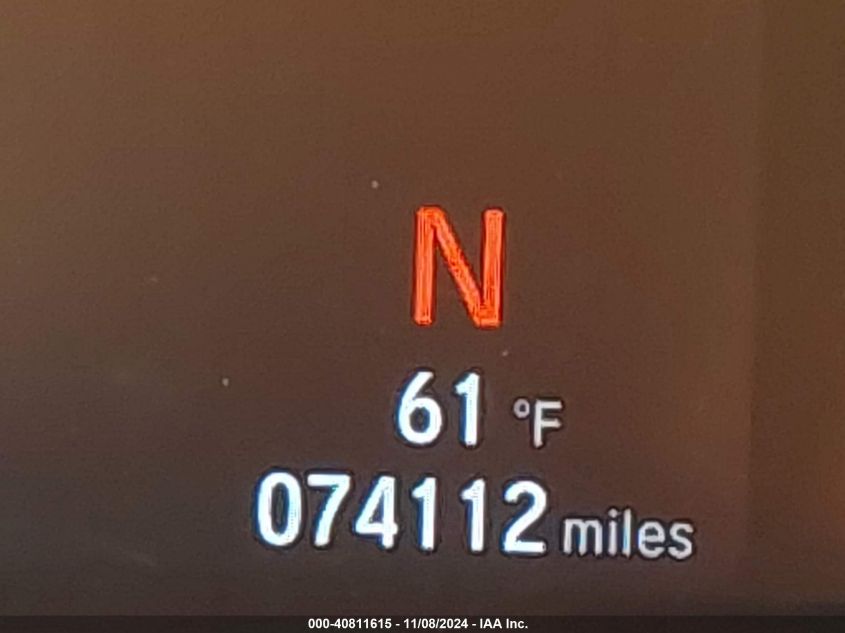 N
61 °F
074112 miles
000-40811615 - 11/08/2024 - IAA Inc.